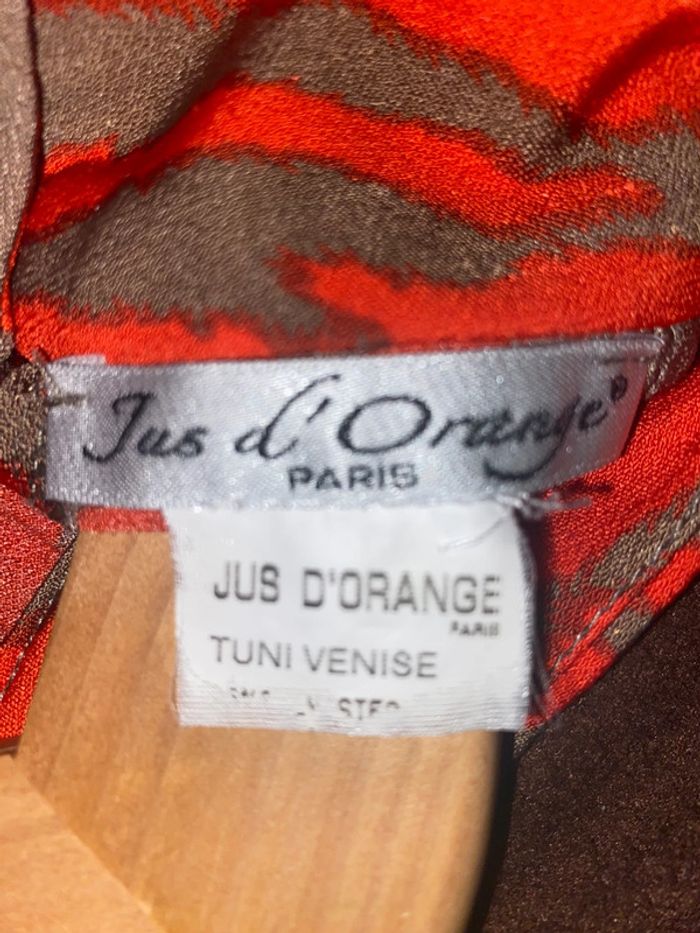 Jus d'Orange®
PARIS
JUS D'ORANGE
PARIS
TUNI VENISE